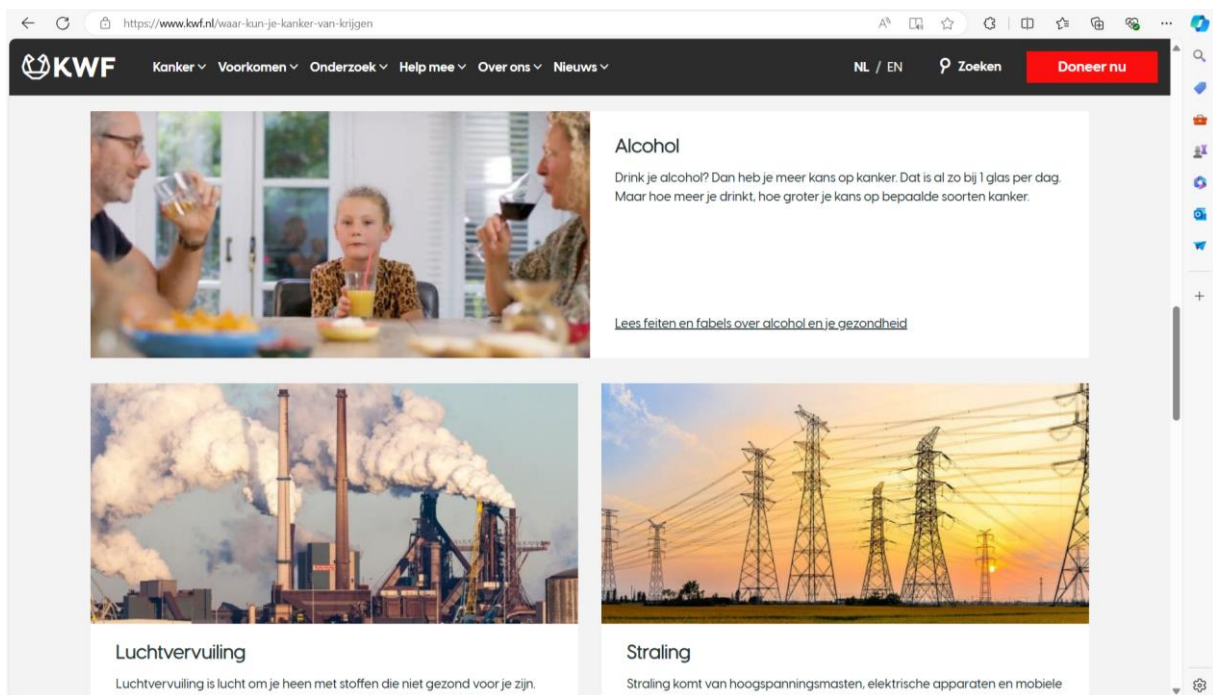 https://www.kwf.nl/waar-kun-je-kanker-van-krijgen
KWF Kanker Voorkomen Onderzoek Help mee Over ons Nieuws NL / EN Zoeken Doneer nu
Alcohol
Drink je alcohol? Dan heb je meer kans op kanker. Dat is al zo bij 1 glas per dag.
Maar hoe meer je drinkt, hoe groter je kans op bepaalde soorten kanker.
Lees feiten en fabels over alcohol en je gezondheid
Luchtvervuiling
Luchtvervuiling is lucht om je heen met stoffen die niet gezond voor je zijn.
Straling
Straling komt van hoogspanningsmasten, elektrische apparaten en mobiele